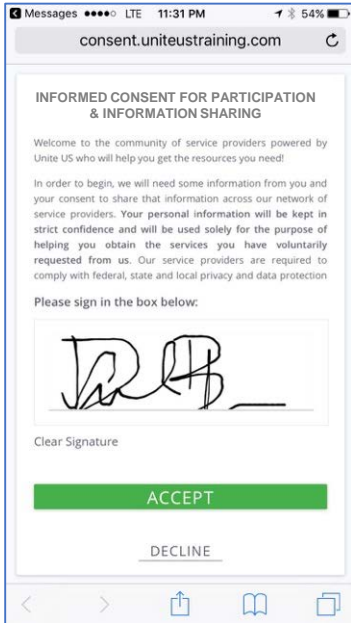 Messages LTE 11:31 PM 54%
consent.uniteustraining.com
INFORMED CONSENT FOR PARTICIPATION
& INFORMATION SHARING
Welcome to the community of service providers powered by
Unite US who will help you get the resources you need!
In order to begin, we will need some information from you and
your consent to share that information across our network of
service providers. Your personal information will be kept in
strict confidence and will be used solely for the purpose of
helping you obtain the services you have voluntarily
requested from us. Our service providers are required to
comply with federal, state and local privacy and data protection
Please sign in the box below:
Clear Signature
ACCEPT
DECLINE